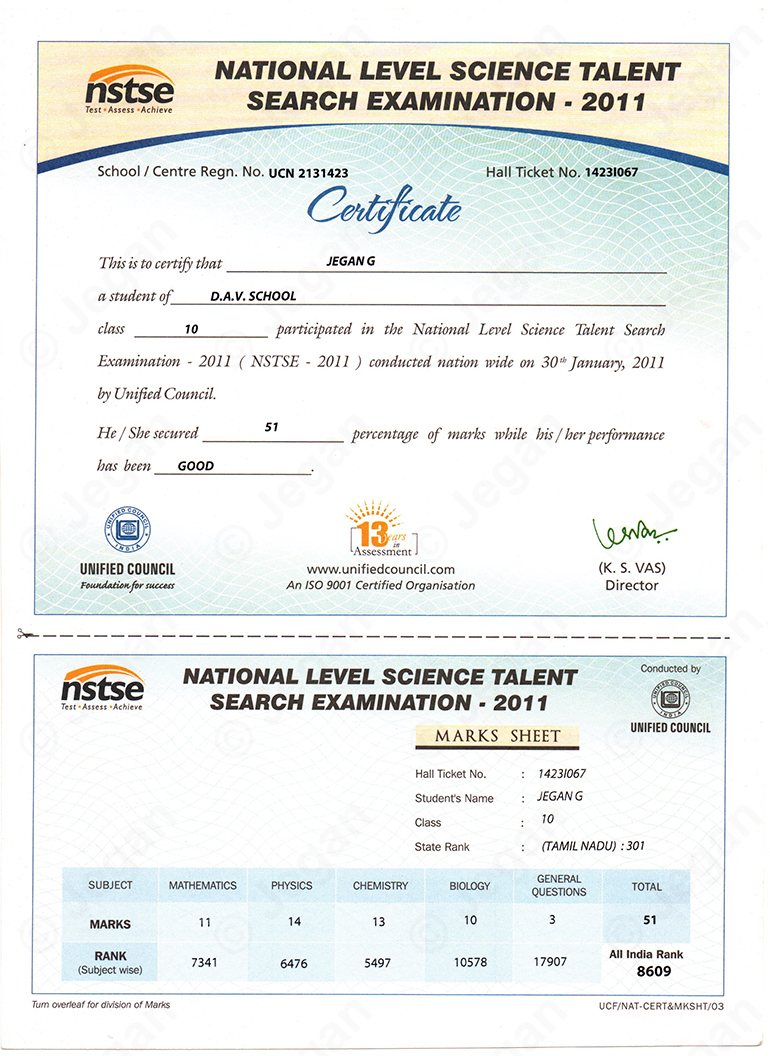 nstse
Test • Assess • Achieve
NATIONAL LEVEL SCIENCE TALENT
SEARCH EXAMINATION - 2011
School / Centre Regn. No. UCN 2131423
Hall Ticket No. 1423I067
Certificate
This is to certify that JEGAN G
a student of D.A.V. SCHOOL
class 10 participated in the National Level Science Talent Search
Examination - 2011 ( NSTSE - 2011 ) conducted nation wide on 30th January, 2011
by Unified Council.
He / She secured 51 percentage of marks while his / her performance
has been GOOD.
UNIFIED COUNCIL
INDIA
UNIFIED COUNCIL
Foundation for success
13 Years
in
Assessment
www.unifiedcouncil.com
An ISO 9001 Certified Organisation
(K. S. VAS)
Director
nstse
Test • Assess • Achieve
NATIONAL LEVEL SCIENCE TALENT
SEARCH EXAMINATION - 2011
Conducted by
UNIFIED COUNCIL
INDIA
UNIFIED COUNCIL
MARKS SHEET
Hall Ticket No. : 1423I067
Student's Name : JEGAN G
Class : 10
State Rank : (TAMIL NADU) : 301
SUBJECT MATHEMATICS PHYSICS CHEMISTRY BIOLOGY GENERAL QUESTIONS TOTAL
MARKS 11 14 13 10 3 51
RANK (Subject wise) 7341 6476 5497 10578 17907 All India Rank 8609
Turn overleaf for division of Marks
UCF/NAT-CERT&MKSHT/03
© Jegan